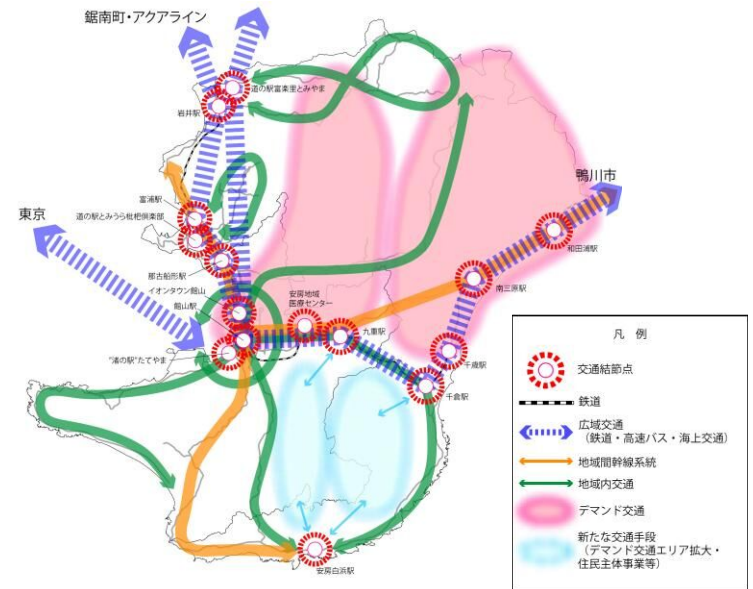 鋸南町・アクアライン
道の駅富楽里とみやま
岩井駅
鴨川市
富浦駅
東京
道の駅とみうら枇杷倶楽部
和田浦駅
那古船形駅
イオンタウン館山
南三原駅
安房地域
医療センター
館山駅
九重駅
"渚の駅"たてやま
千歳駅
千倉駅
安房白浜駅
凡 例
交通結節点
鉄道
広域交通
（鉄道・高速バス・海上交通）
地域間幹線系統
地域内交通
デマンド交通
新たな交通手段
（デマンド交通エリア拡大・
住民主体事業等）